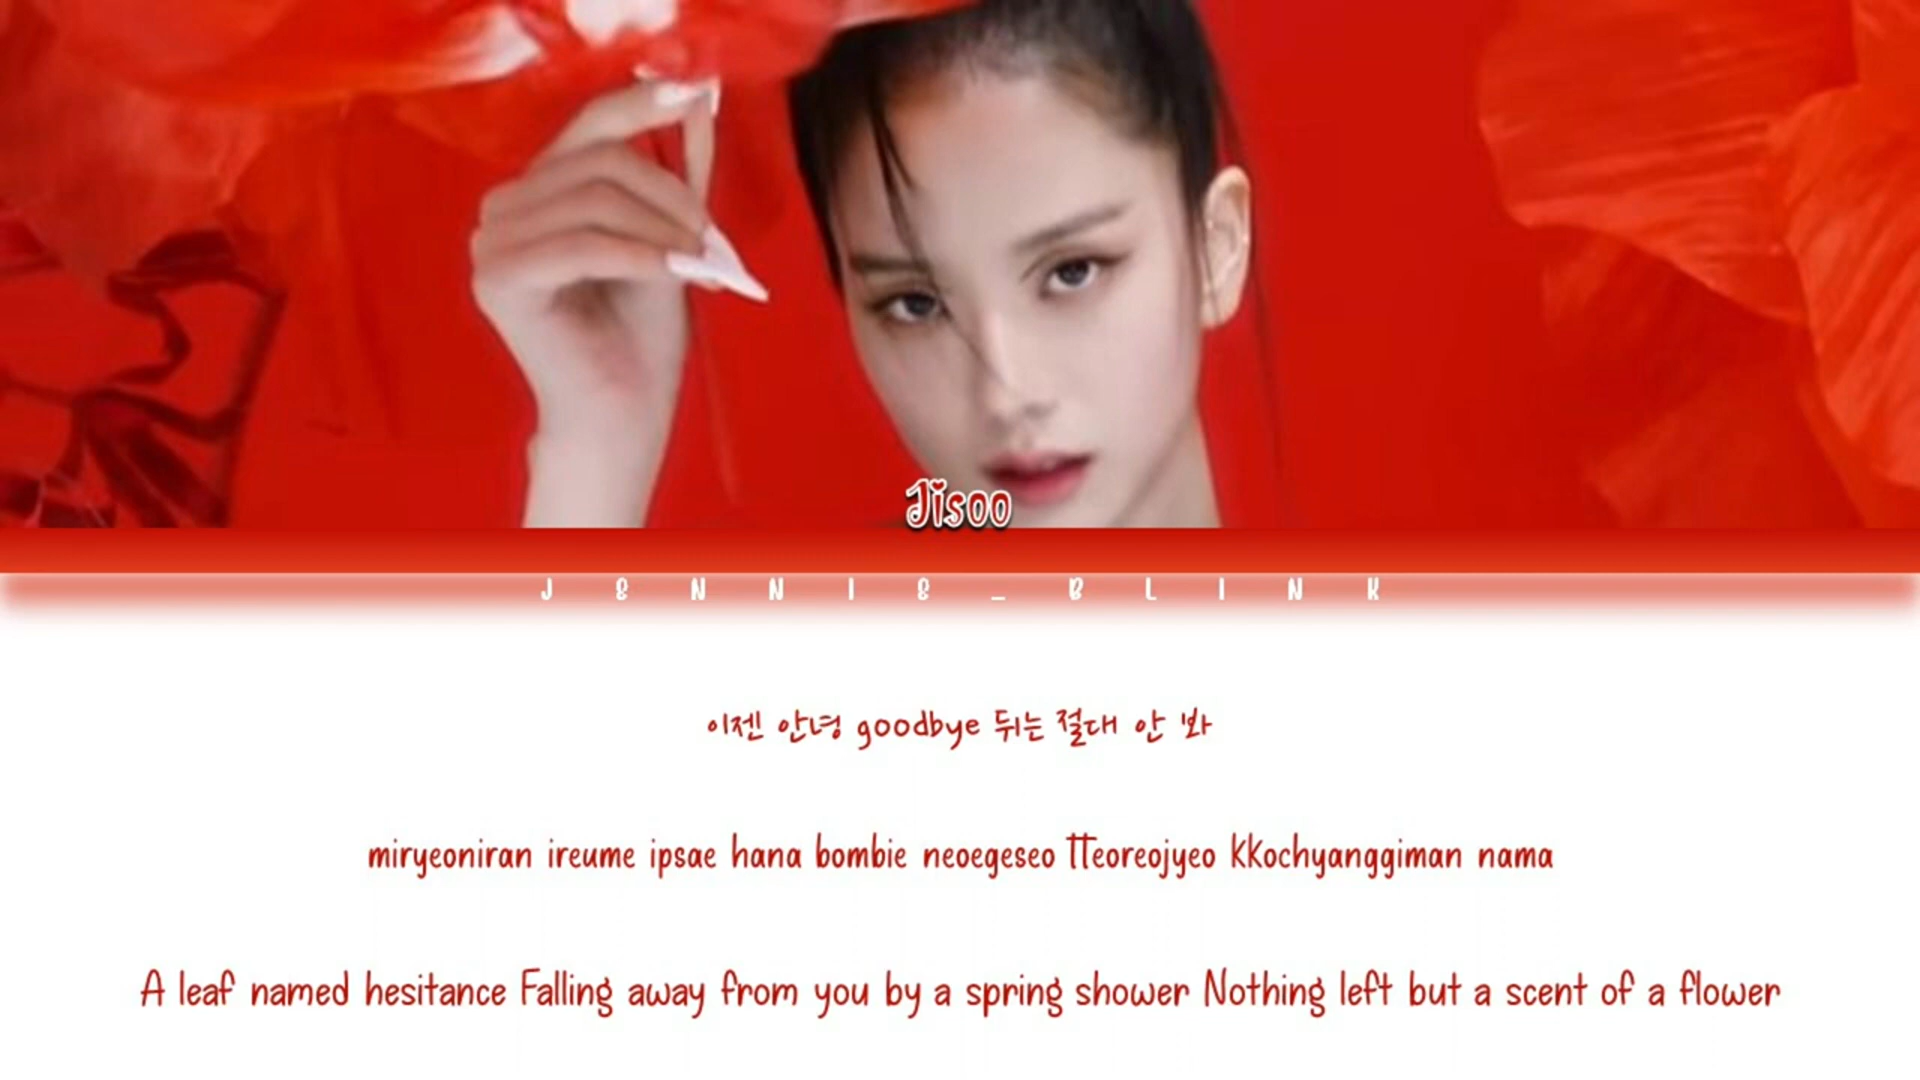 Jisoo
J8NNI8_BLINK
이젠 안녕 goodbye 뒤는 절대 안 봐
miryeoniran ireume ipsae hana bombie neoegeseo tteoreojyeo kkochyanggiman nama
A leaf named hesitance Falling away from you by a spring shower Nothing left but a scent of a flower